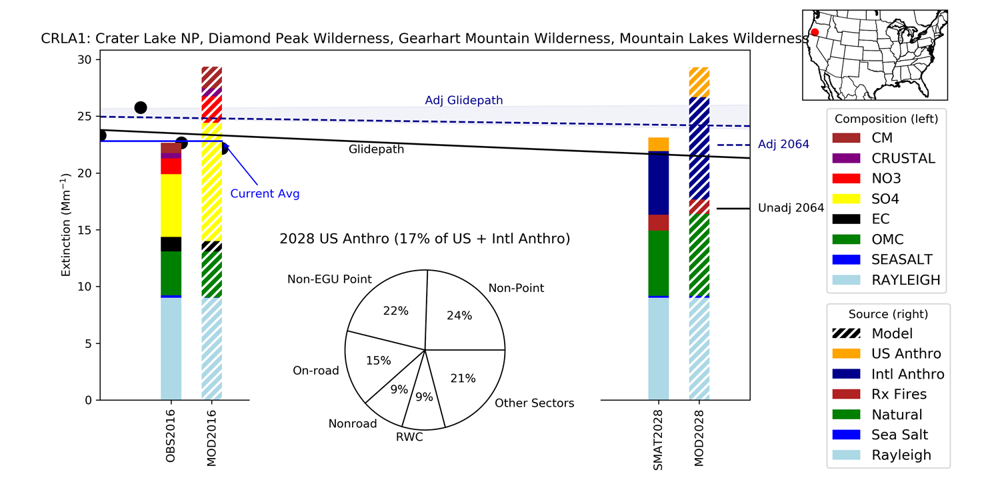 CRLA1: Crater Lake NP, Diamond Peak Wilderness, Gearhart Mountain Wilderness, Mountain Lakes Wilderness
30
25
20
15
10
5
0
Extinction (Mm⁻¹)
Adj Glidepath
Glidepath
Current Avg
Adj 2064
Unadj 2064
2028 US Anthro (17% of US + Intl Anthro)
Non-Point
24%
Non-EGU Point
22%
On-road
15%
Nonroad
9%
RWC
9%
Other Sectors
21%
OBS2016
MOD2016
SMAT2028
MOD2028
Composition (left)
CM
CRUSTAL
NO3
SO4
EC
OMC
SEASALT
RAYLEIGH
Source (right)
Model
US Anthro
Intl Anthro
Rx Fires
Natural
Sea Salt
Rayleigh